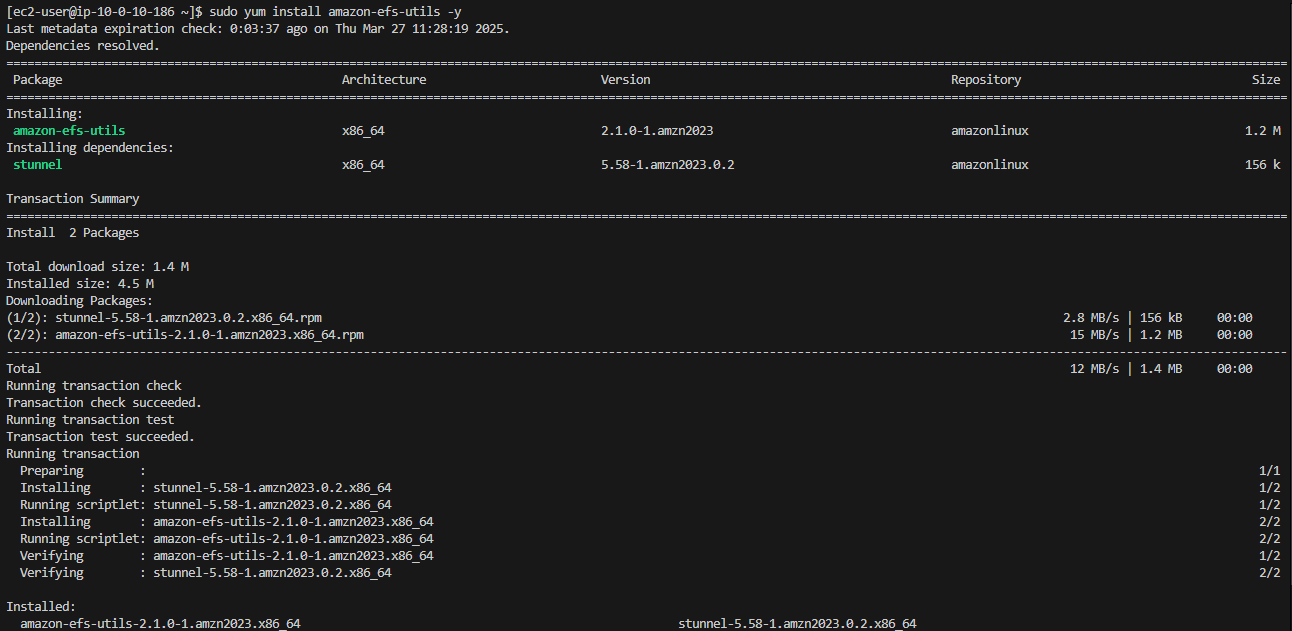 [ec2-user@ip-10-0-10-186 ~]$ sudo yum install amazon-efs-utils -y
Last metadata expiration check: 0:03:37 ago on Thu Mar 27 11:28:19 2025.
Dependencies resolved.
================================================================================
Package Architecture Version Repository Size
================================================================================
Installing:
amazon-efs-utils x86_64 2.1.0-1.amzn2023 amazonlinux 1.2 M
Installing dependencies:
stunnel x86_64 5.58-1.amzn2023.0.2 amazonlinux 156 k
Transaction Summary
================================================================================
Install  2 Packages
Total download size: 1.4 M
Installed size: 4.5 M
Downloading Packages:
(1/2): stunnel-5.58-1.amzn2023.0.2.x86_64.rpm 2.8 MB/s | 156 kB 00:00
(2/2): amazon-efs-utils-2.1.0-1.amzn2023.x86_64.rpm 15 MB/s | 1.2 MB 00:00
--------------------------------------------------------------------------------
Total 12 MB/s | 1.4 MB 00:00
Running transaction check
Transaction check succeeded.
Running transaction test
Transaction test succeeded.
Running transaction
Preparing : 1/1
Installing : stunnel-5.58-1.amzn2023.0.2.x86_64 1/2
Running scriptlet: stunnel-5.58-1.amzn2023.0.2.x86_64 1/2
Installing : amazon-efs-utils-2.1.0-1.amzn2023.x86_64 2/2
Running scriptlet: amazon-efs-utils-2.1.0-1.amzn2023.x86_64 2/2
Verifying : amazon-efs-utils-2.1.0-1.amzn2023.x86_64 1/2
Verifying : stunnel-5.58-1.amzn2023.0.2.x86_64 2/2
Installed:
amazon-efs-utils-2.1.0-1.amzn2023.x86_64 stunnel-5.58-1.amzn2023.0.2.x86_64